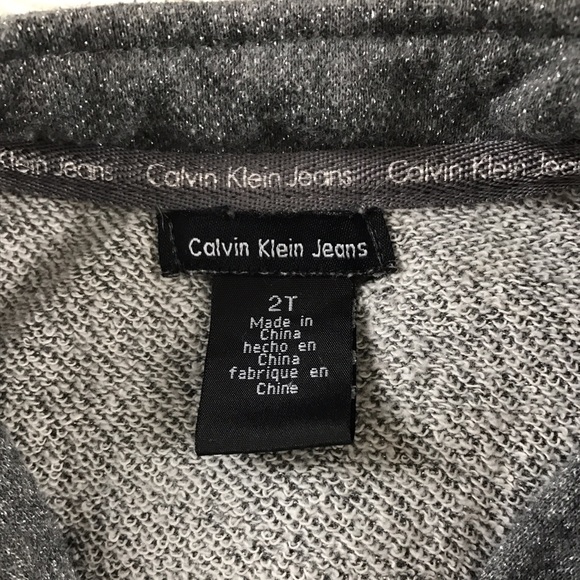 Klein Jeans Calvin Klein Jeans Calvin Klein Jeans
Calvin Klein Jeans
2T
Made in
China
hecho en
China
fabrique en
Chine